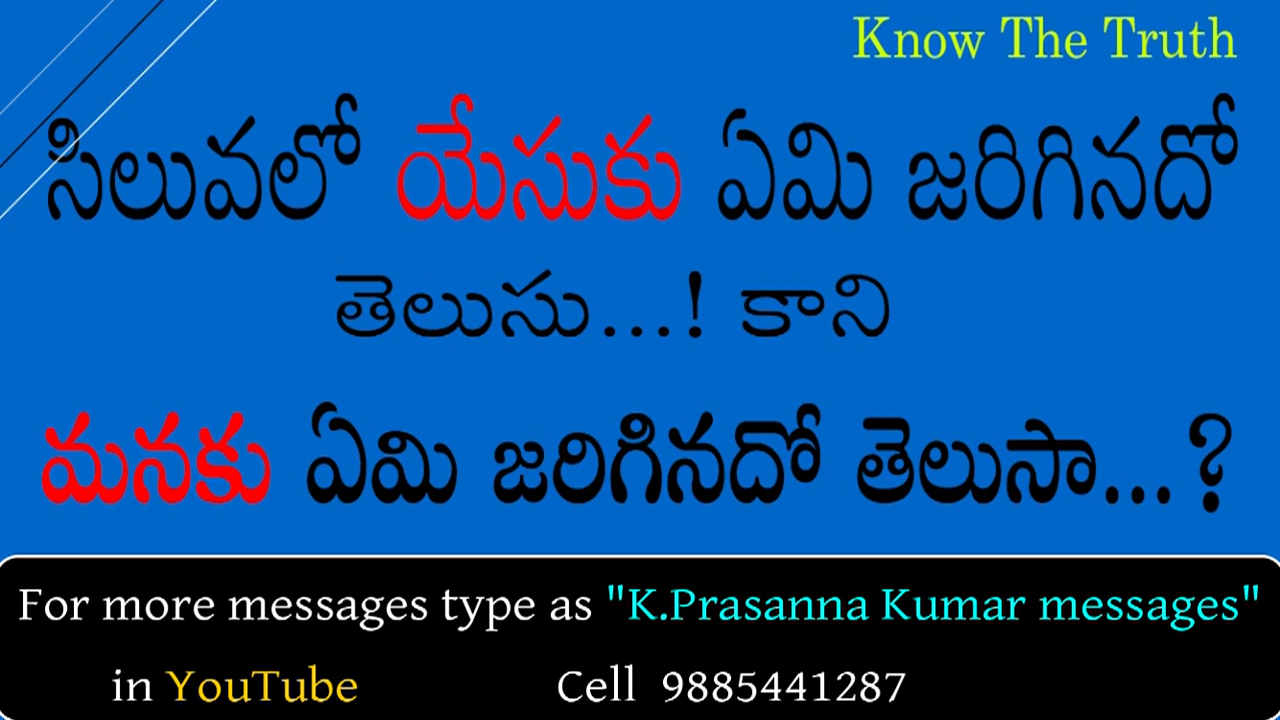 Know The Truth
సిలువలో యేసుకు ఏమి జరిగినదో
తెలుసు...! కాని
మనకు ఏమి జరిగినదో తెలుసా...?
For more messages type as "K.Prasanna Kumar messages"
in YouTube Cell 9885441287